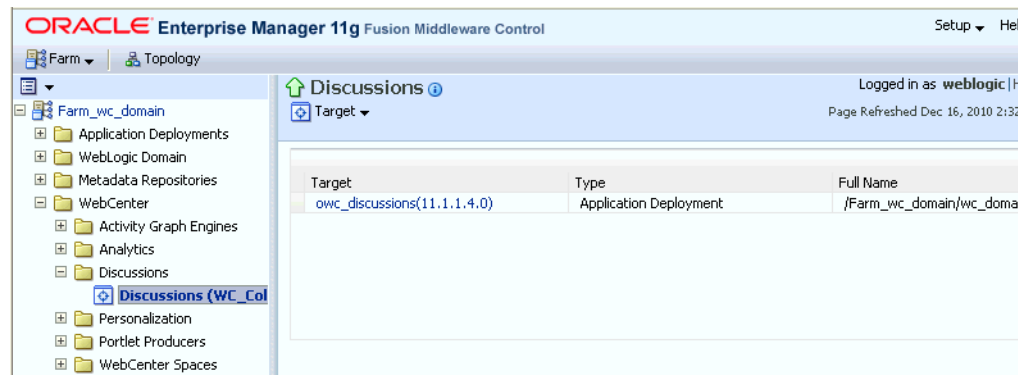 ORACLE Enterprise Manager 11g Fusion Middleware Control
Setup
Farm
Topology
Farm_wc_domain
Application Deployments
WebLogic Domain
Metadata Repositories
WebCenter
Activity Graph Engines
Analytics
Discussions
Discussions (WC_Col
Personalization
Portlet Producers
WebCenter Spaces
Discussions
Logged in as weblogic|
Target
Page Refreshed Dec 16, 2010 2:32
Target Type Full Name
owc_discussions(11.1.1.4.0) Application Deployment /Farm_wc_domain/wc_doma